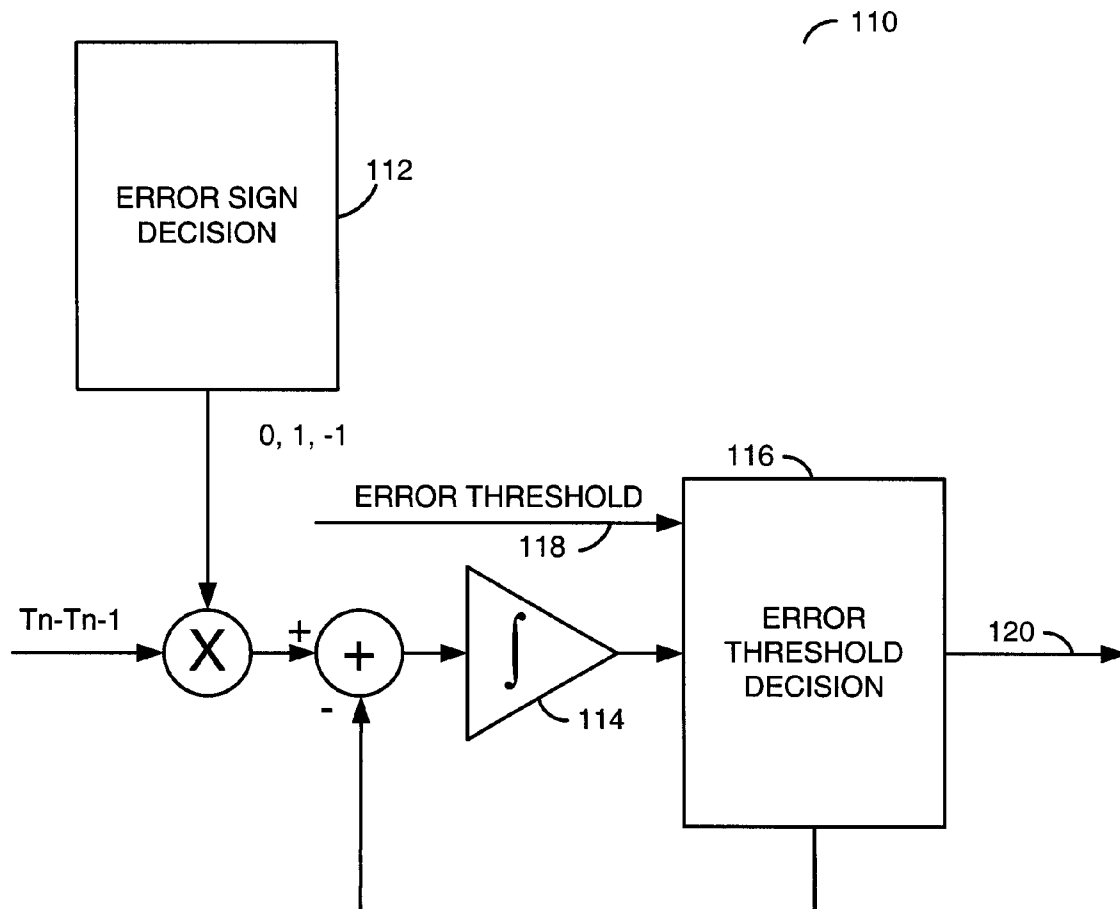 110
ERROR SIGN
DECISION
112
0, 1, -1
116
ERROR THRESHOLD
118
Tn-Tn-1
X
+
+
-
∫
114
ERROR
THRESHOLD
DECISION
120